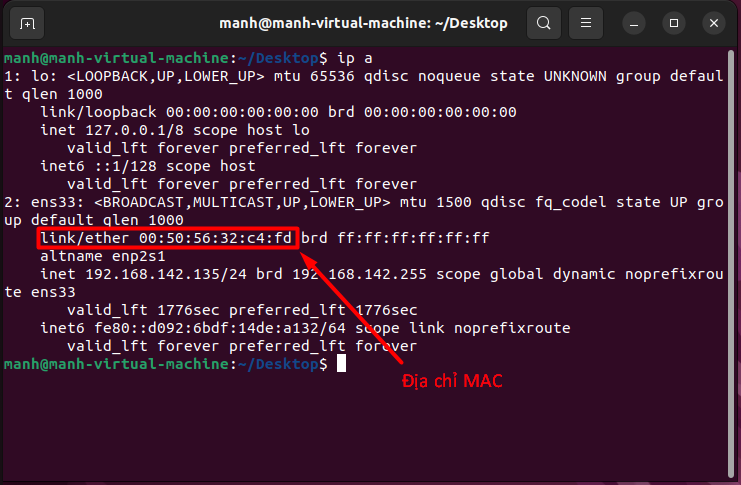 manh@manh-virtual-machine: ~/Desktop
manh@manh-virtual-machine:~/Desktop$ ip a
1: lo: <LOOPBACK,UP,LOWER_UP> mtu 65536 qdisc noqueue state UNKNOWN group defaul
t qlen 1000
    link/loopback 00:00:00:00:00:00 brd 00:00:00:00:00:00
    inet 127.0.0.1/8 scope host lo
       valid_lft forever preferred_lft forever
    inet6 ::1/128 scope host
       valid_lft forever preferred_lft forever
2: ens33: <BROADCAST,MULTICAST,UP,LOWER_UP> mtu 1500 qdisc fq_codel state UP gro
up default qlen 1000
    link/ether 00:50:56:32:c4:fd brd ff:ff:ff:ff:ff:ff
    altname enp2s1
    inet 192.168.142.135/24 brd 192.168.142.255 scope global dynamic noprefixrou
te ens33
       valid_lft 1776sec preferred_lft 1776sec
    inet6 fe80::d092:6bdf:14de:a132/64 scope link noprefixroute
       valid_lft forever preferred_lft forever
manh@manh-virtual-machine:~/Desktop$
Địa chỉ MAC